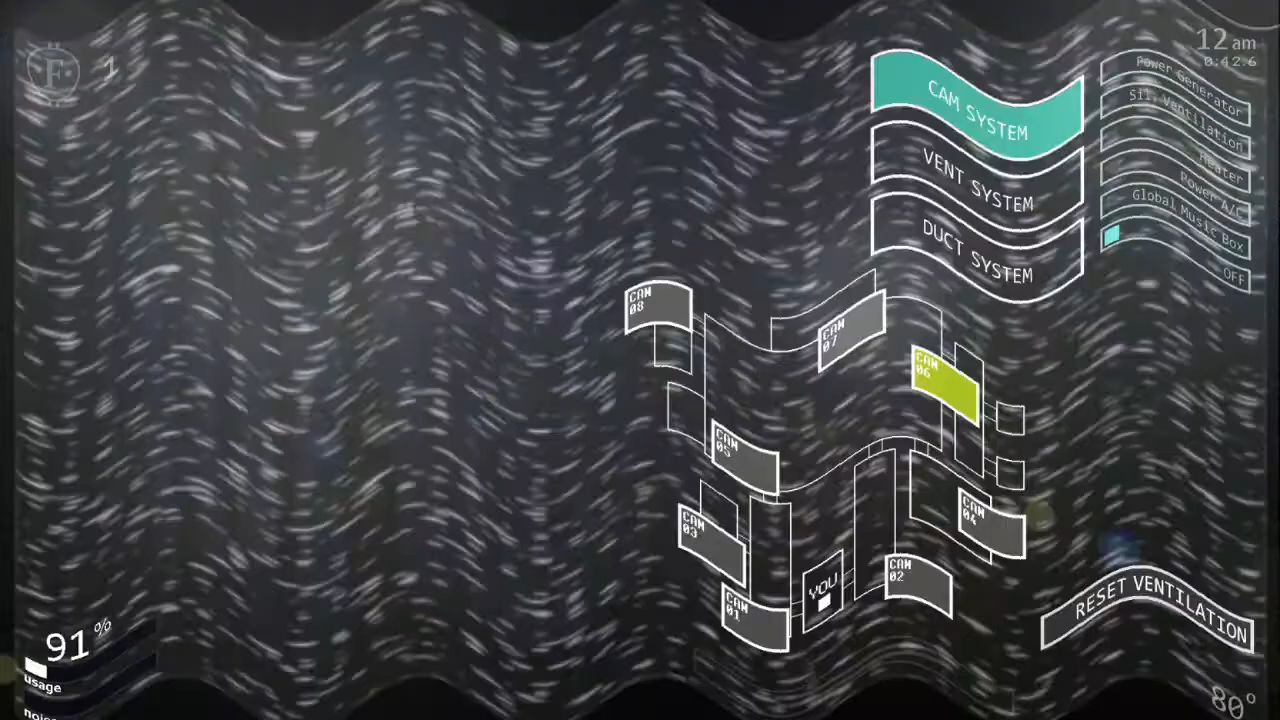 F 1
12 am
0:42.6
CAM SYSTEM
VENT SYSTEM
DUCT SYSTEM
Power Generator
Sil. Ventilation
Heater
Power A/C
Global Music Box
OFF
CAM
08
CAM
07
CAM
06
CAM
05
CAM
04
CAM
03
YOU
CAM
02
CAM
01
RESET VENTILATION
91 %
usage
80°